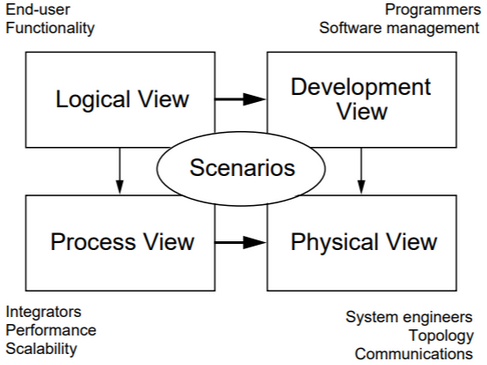 End-user
Functionality
Programmers
Software management
Logical View
Development
View
Scenarios
Process View
Physical View
Integrators
Performance
Scalability
System engineers
Topology
Communications